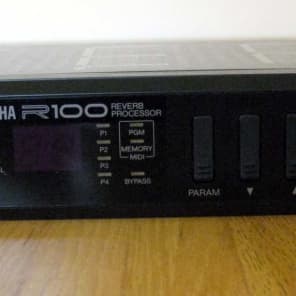 HA R100 REVERB
PROCESSOR
P1 PGM
P2 MEMORY
P3 MIDI
P4 BYPASS
L PARAM